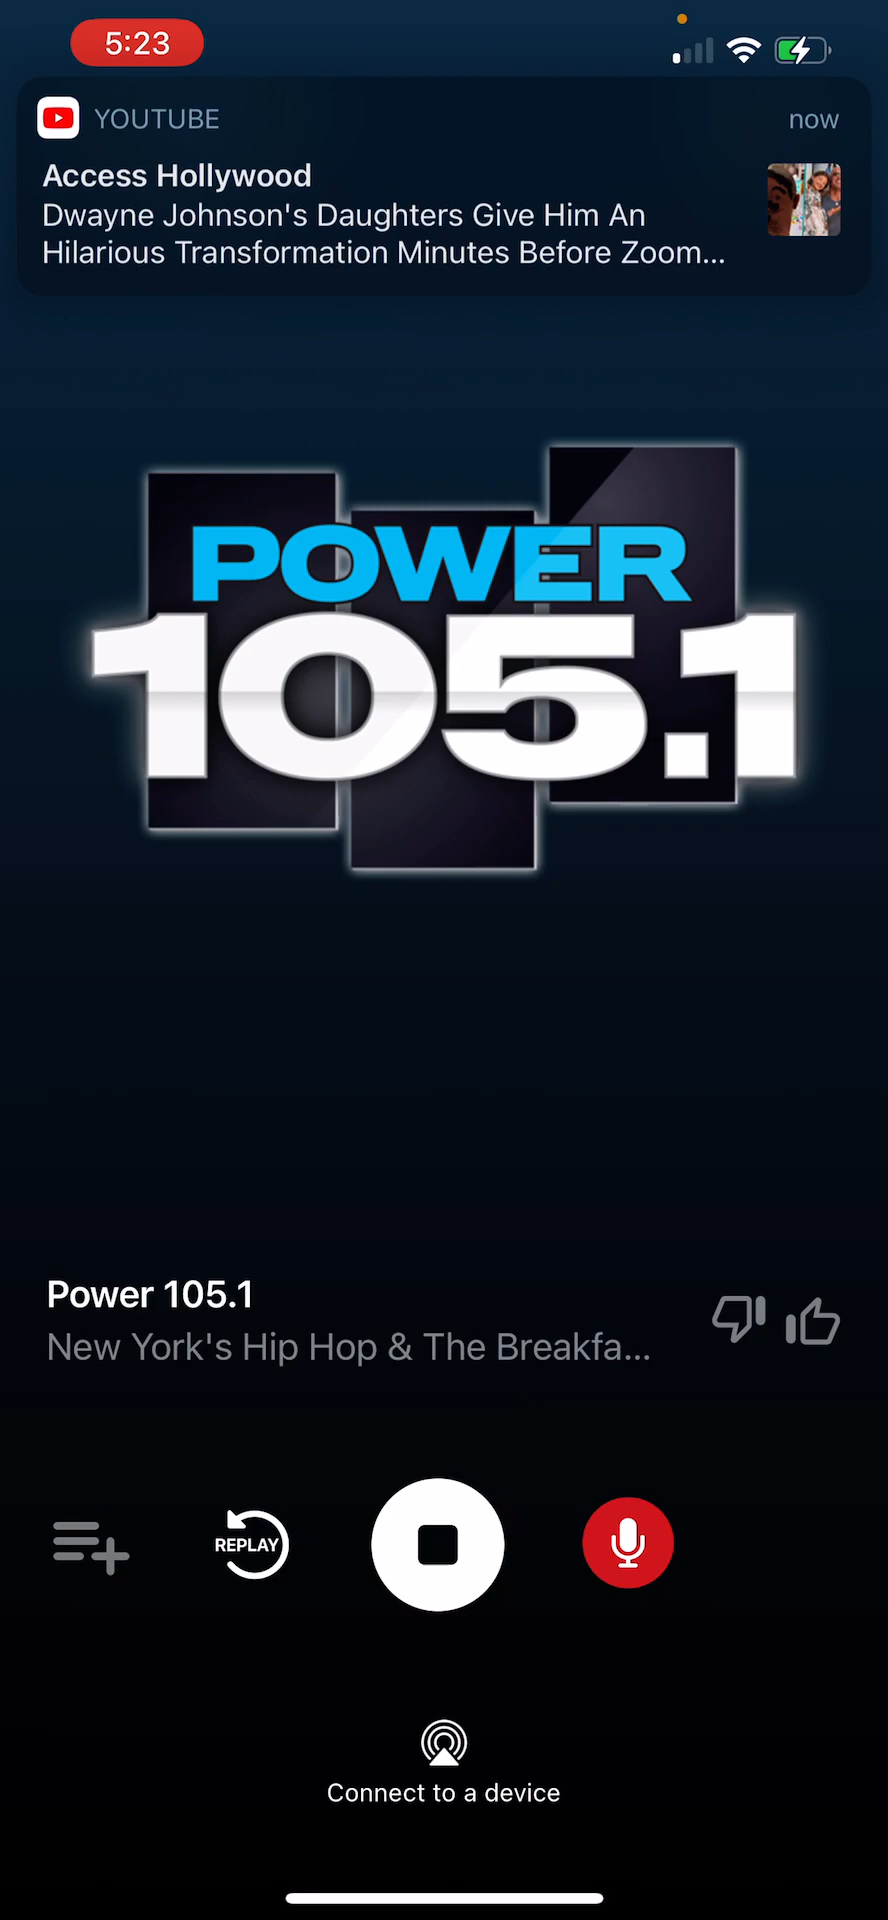 5:23
YOUTUBE
now
Access Hollywood
Dwayne Johnson's Daughters Give Him An
Hilarious Transformation Minutes Before Zoom...
POWER
105.1
Power 105.1
New York's Hip Hop & The Breakfa...
REPLAY
Connect to a device